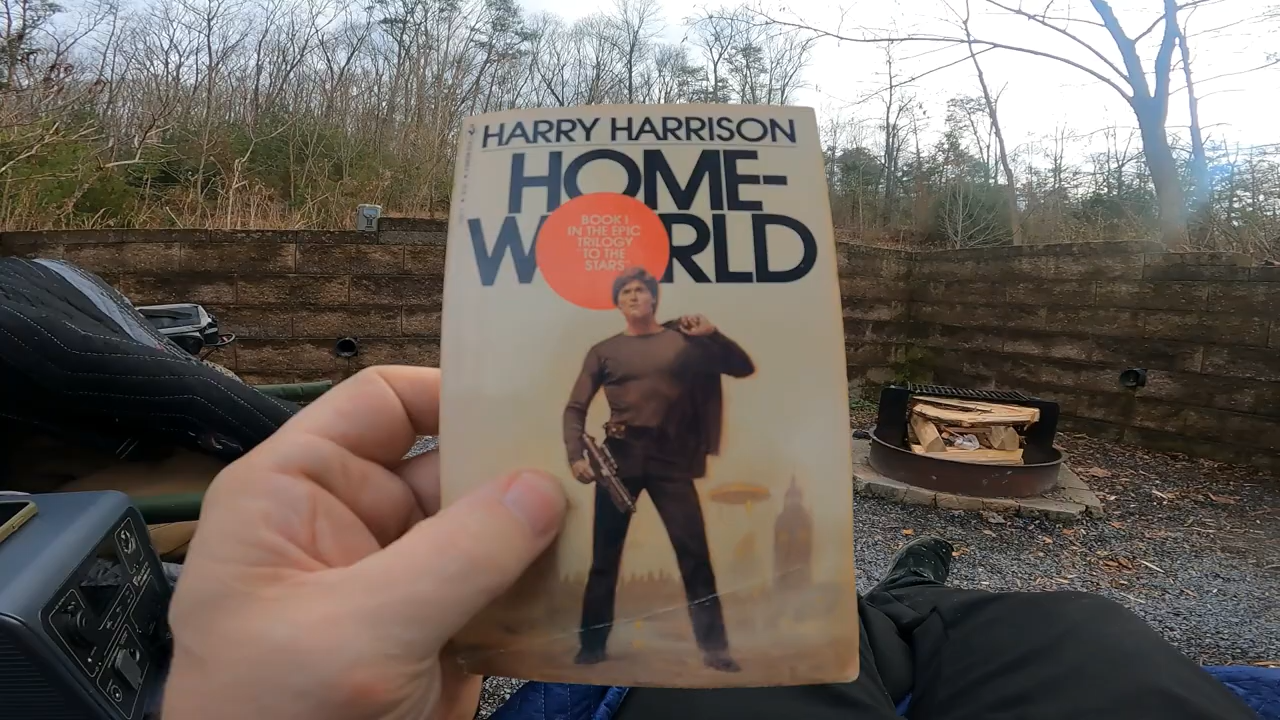 HARRY HARRISON
HOME-
WORLD
BOOK I
IN THE EPIC
TRILOGY
"TO THE
STARS"